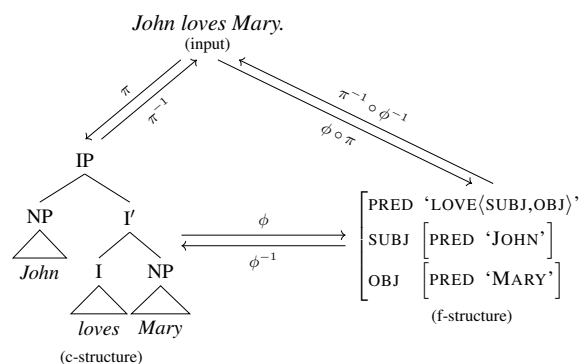 John loves Mary.
(input)
π
π⁻¹
π⁻¹ ∘ ϕ⁻¹
ϕ ∘ π
IP
NP I′
John
I NP
loves Mary
(c-structure)
ϕ
ϕ⁻¹
PRED ‘LOVE⟨SUBJ,OBJ⟩’
SUBJ [PRED ‘JOHN’]
OBJ [PRED ‘MARY’]
(f-structure)